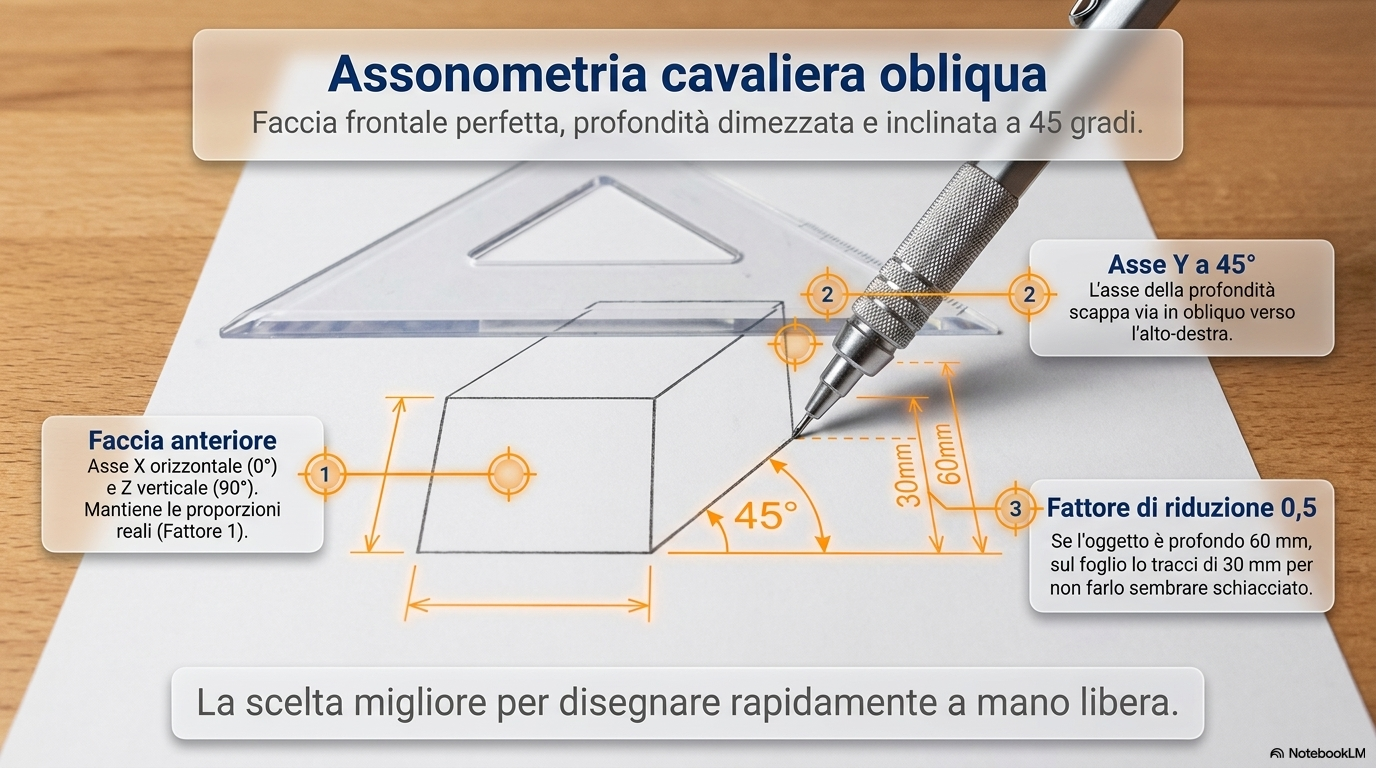 Assonometria cavaliera obliqua
Faccia frontale perfetta, profondità dimezzata e inclinata a 45 gradi.
2
2
Asse Y a 45°
L'asse della profondità
scappa via in obliquo verso
l'alto-destra.
Faccia anteriore
Asse X orizzontale (0°)
e Z verticale (90°).
Mantiene le proporzioni
reali (Fattore 1).
1
45°
30mm
60mm
3
Fattore di riduzione 0,5
Se l'oggetto è profondo 60 mm,
sul foglio lo tracci di 30 mm per
non farlo sembrare schiacciato.
La scelta migliore per disegnare rapidamente a mano libera.
NotebookLM